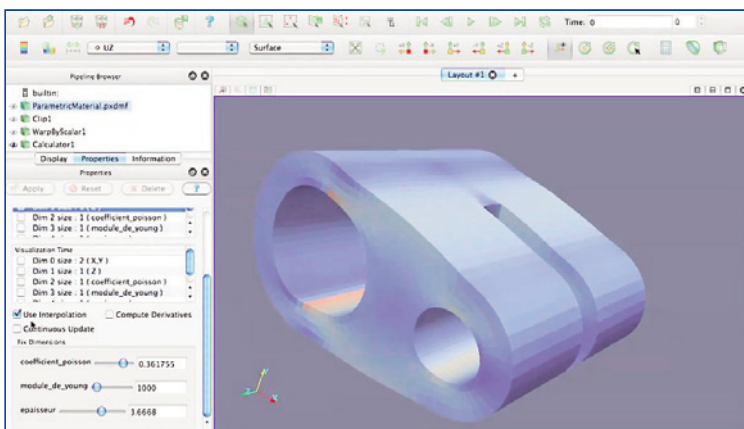 Time: 0
0
UZ
Surface
Pipeline Browser
Layout #1
+
builtin:
ParametricMaterial.pxdmf
Clip1
WarpByScalar1
Calculator1
Display Properties Information
Properties
Apply Reset Delete ?
Dim 2 size : 1 ( coefficient_poisson )
Dim 3 size : 1 ( module_de_young )
Visualization Time
Dim 0 size : 2 ( X,Y )
Dim 1 size : 1 ( Z )
Dim 2 size : 1 ( coefficient_poisson )
Dim 3 size : 1 ( module_de_young )
Use Interpolation Compute Derivatives
Continuous Update
Fix Dimensions
coefficient_poisson 0.361755
module_de_young 1000
epaisseur 3.6668